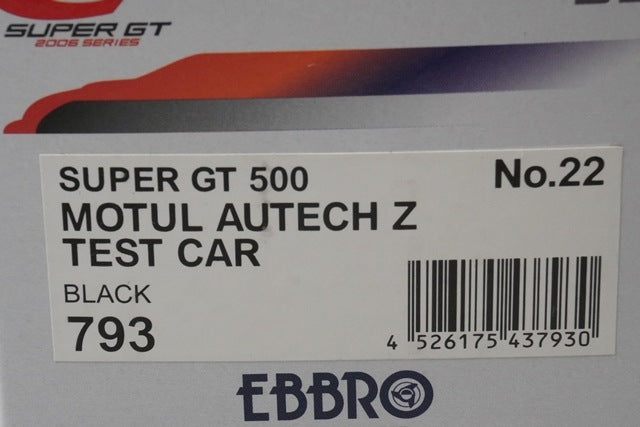 SUPER GT
2006 SERIES
SUPER GT 500 No.22
MOTUL AUTECH Z
TEST CAR
BLACK
793
4 526175 437930
EBBRO